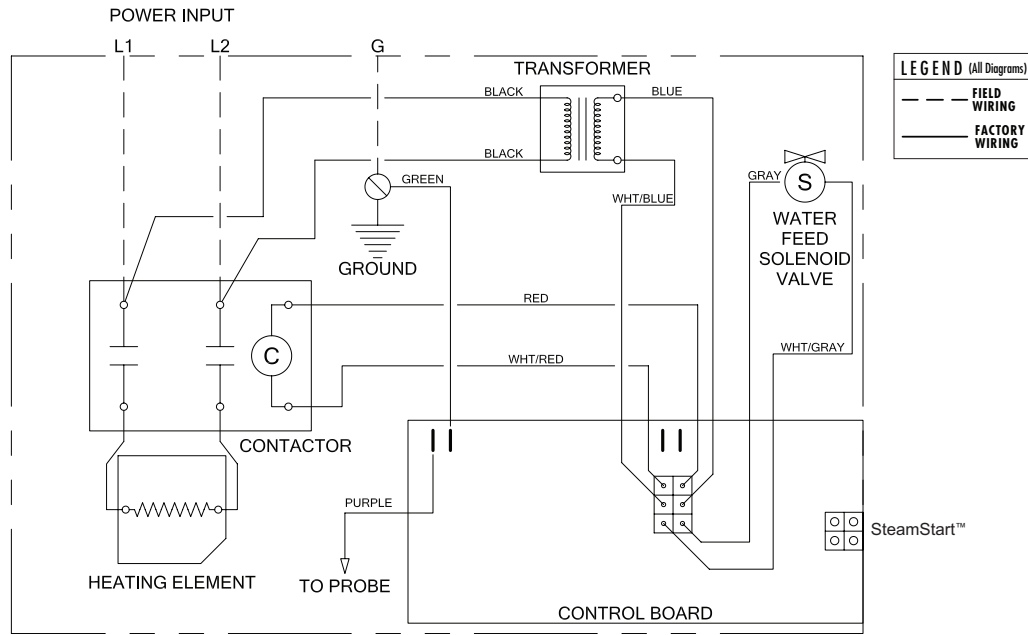 POWER INPUT
L1
L2
G
TRANSFORMER
BLACK
BLUE
LEGEND (All Diagrams)
FIELD
WIRING
FACTORY
WIRING
BLACK
GREEN
WHT/BLUE
GRAY
S
WATER
FEED
SOLENOID
VALVE
GROUND
RED
C
WHT/RED
WHT/GRAY
CONTACTOR
PURPLE
SteamStart™
HEATING ELEMENT
TO PROBE
CONTROL BOARD